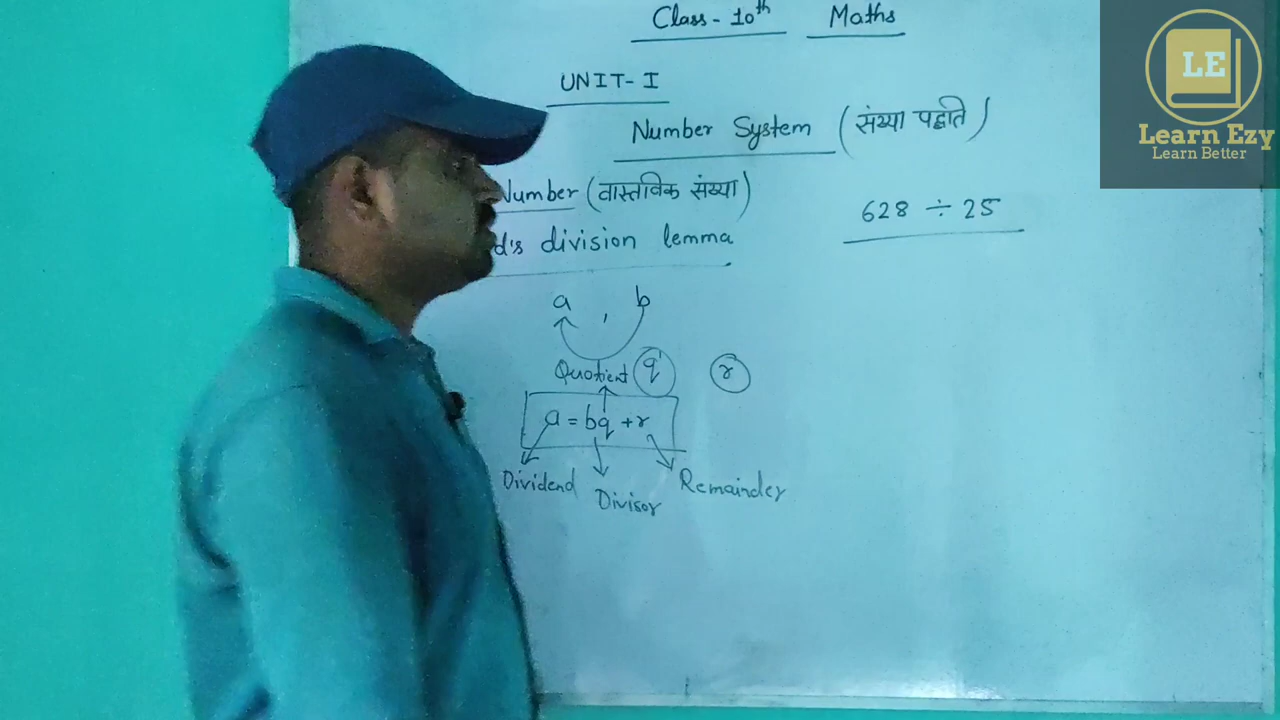 Class - 10th Maths
UNIT - I
Number System (संख्या पद्धति)
Number (वास्तविक संख्या)
d's division lemma
628 ÷ 25
a , b
Quotient q r
a = bq + r
Dividend Divisor Remainder
LE
Learn Ezy
Learn Better